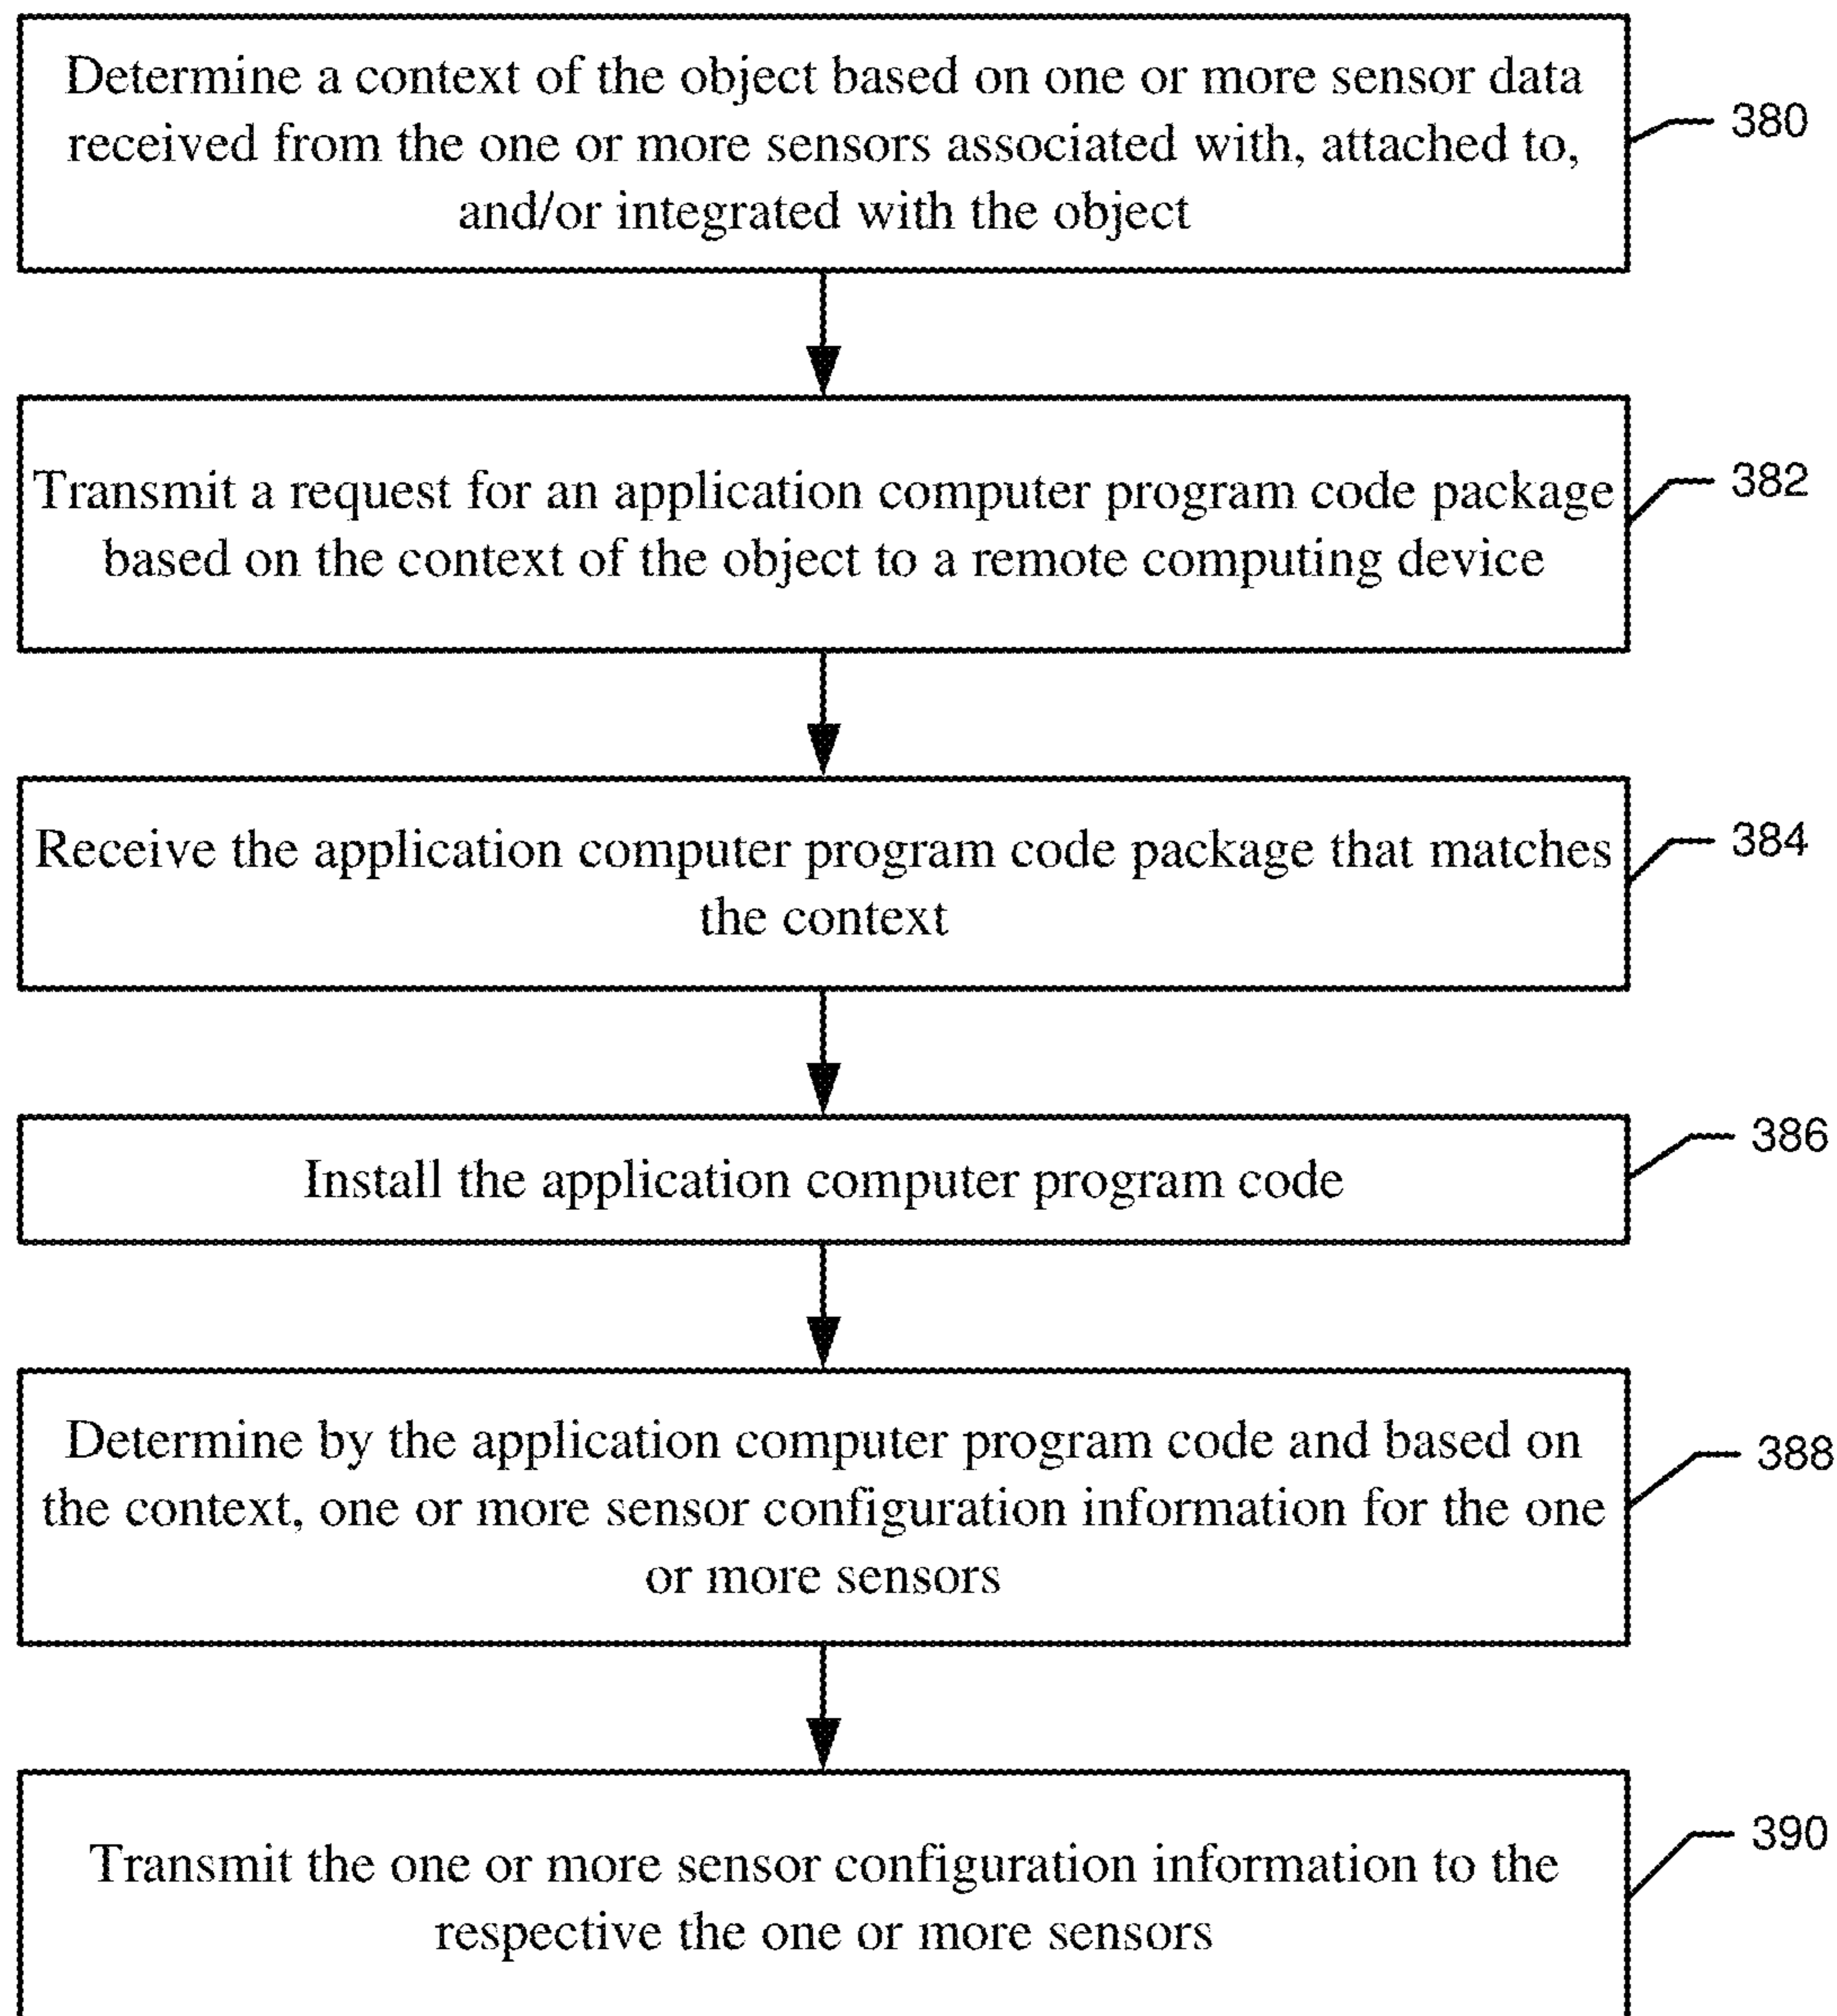 Determine a context of the object based on one or more sensor data
received from the one or more sensors associated with, attached to,
and/or integrated with the object
380
Transmit a request for an application computer program code package
based on the context of the object to a remote computing device
382
Receive the application computer program code package that matches
the context
384
Install the application computer program code
386
Determine by the application computer program code and based on
the context, one or more sensor configuration information for the one
or more sensors
388
Transmit the one or more sensor configuration information to the
respective the one or more sensors
390